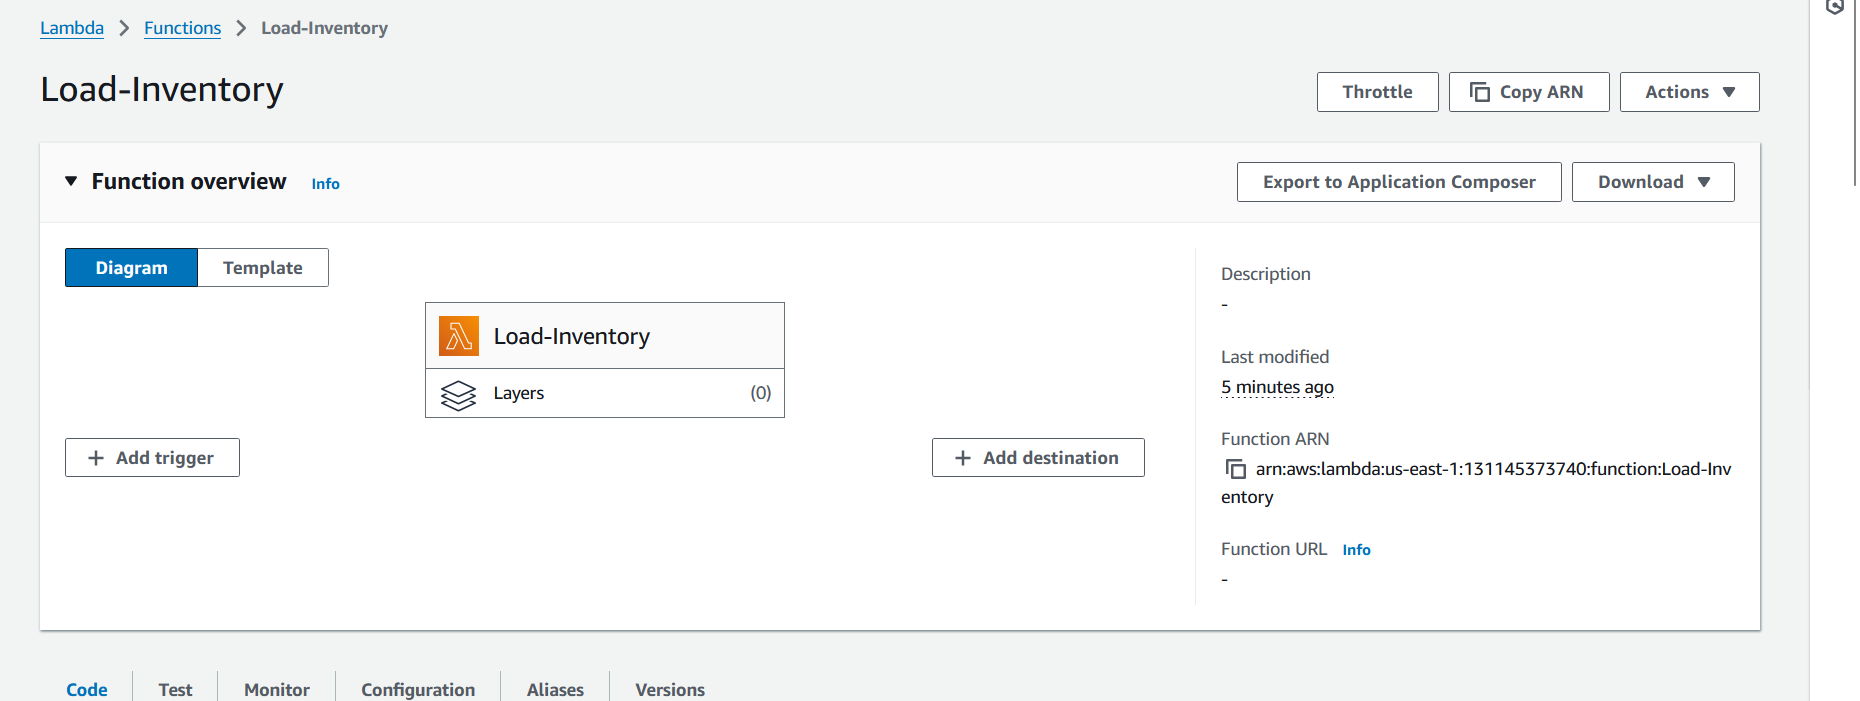 Lambda > Functions > Load-Inventory
Load-Inventory
Throttle
Copy ARN
Actions
Function overview Info
Export to Application Composer
Download
Diagram
Template
Load-Inventory
Layers (0)
+ Add trigger
+ Add destination
Description
-
Last modified
5 minutes ago
Function ARN
arn:aws:lambda:us-east-1:131145373740:function:Load-Inv
entory
Function URL Info
-
Code
Test
Monitor
Configuration
Aliases
Versions